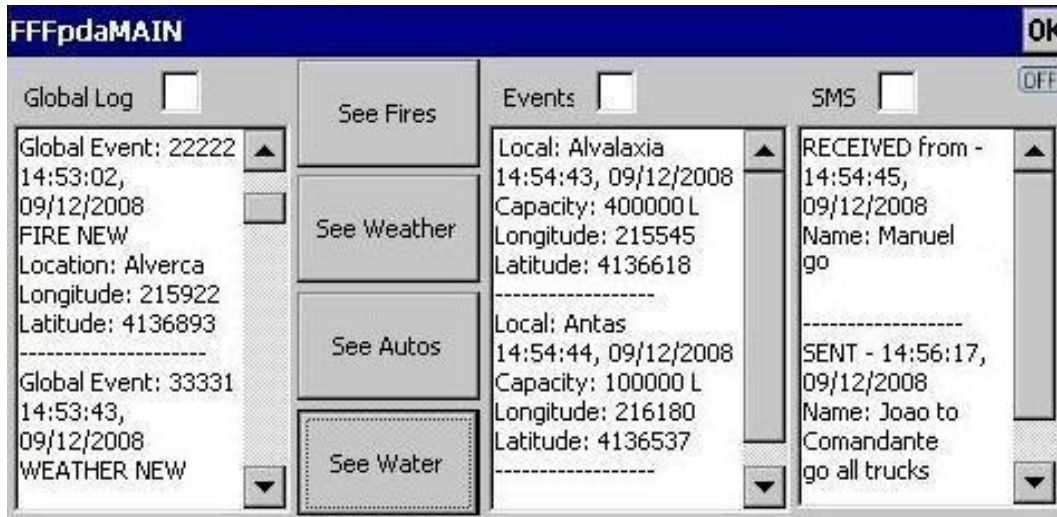 FFFpdaMAIN
OK
OFF
Global Log
Global Event: 22222
14:53:02,
09/12/2008
FIRE NEW
Location: Alverca
Longitude: 215922
Latitude: 4136893
---------------------
Global Event: 33331
14:53:43,
09/12/2008
WEATHER NEW
See Fires
See Weather
See Autos
See Water
Events
Local: Alvalaxia
14:54:43, 09/12/2008
Capacity: 400000 L
Longitude: 215545
Latitude: 4136618
------------------
Local: Antas
14:54:44, 09/12/2008
Capacity: 100000 L
Longitude: 216180
Latitude: 4136537
------------------
SMS
RECEIVED from -
14:54:45,
09/12/2008
Name: Manuel
go
------------------
SENT - 14:56:17,
09/12/2008
Name: Joao to
Comandante
go all trucks